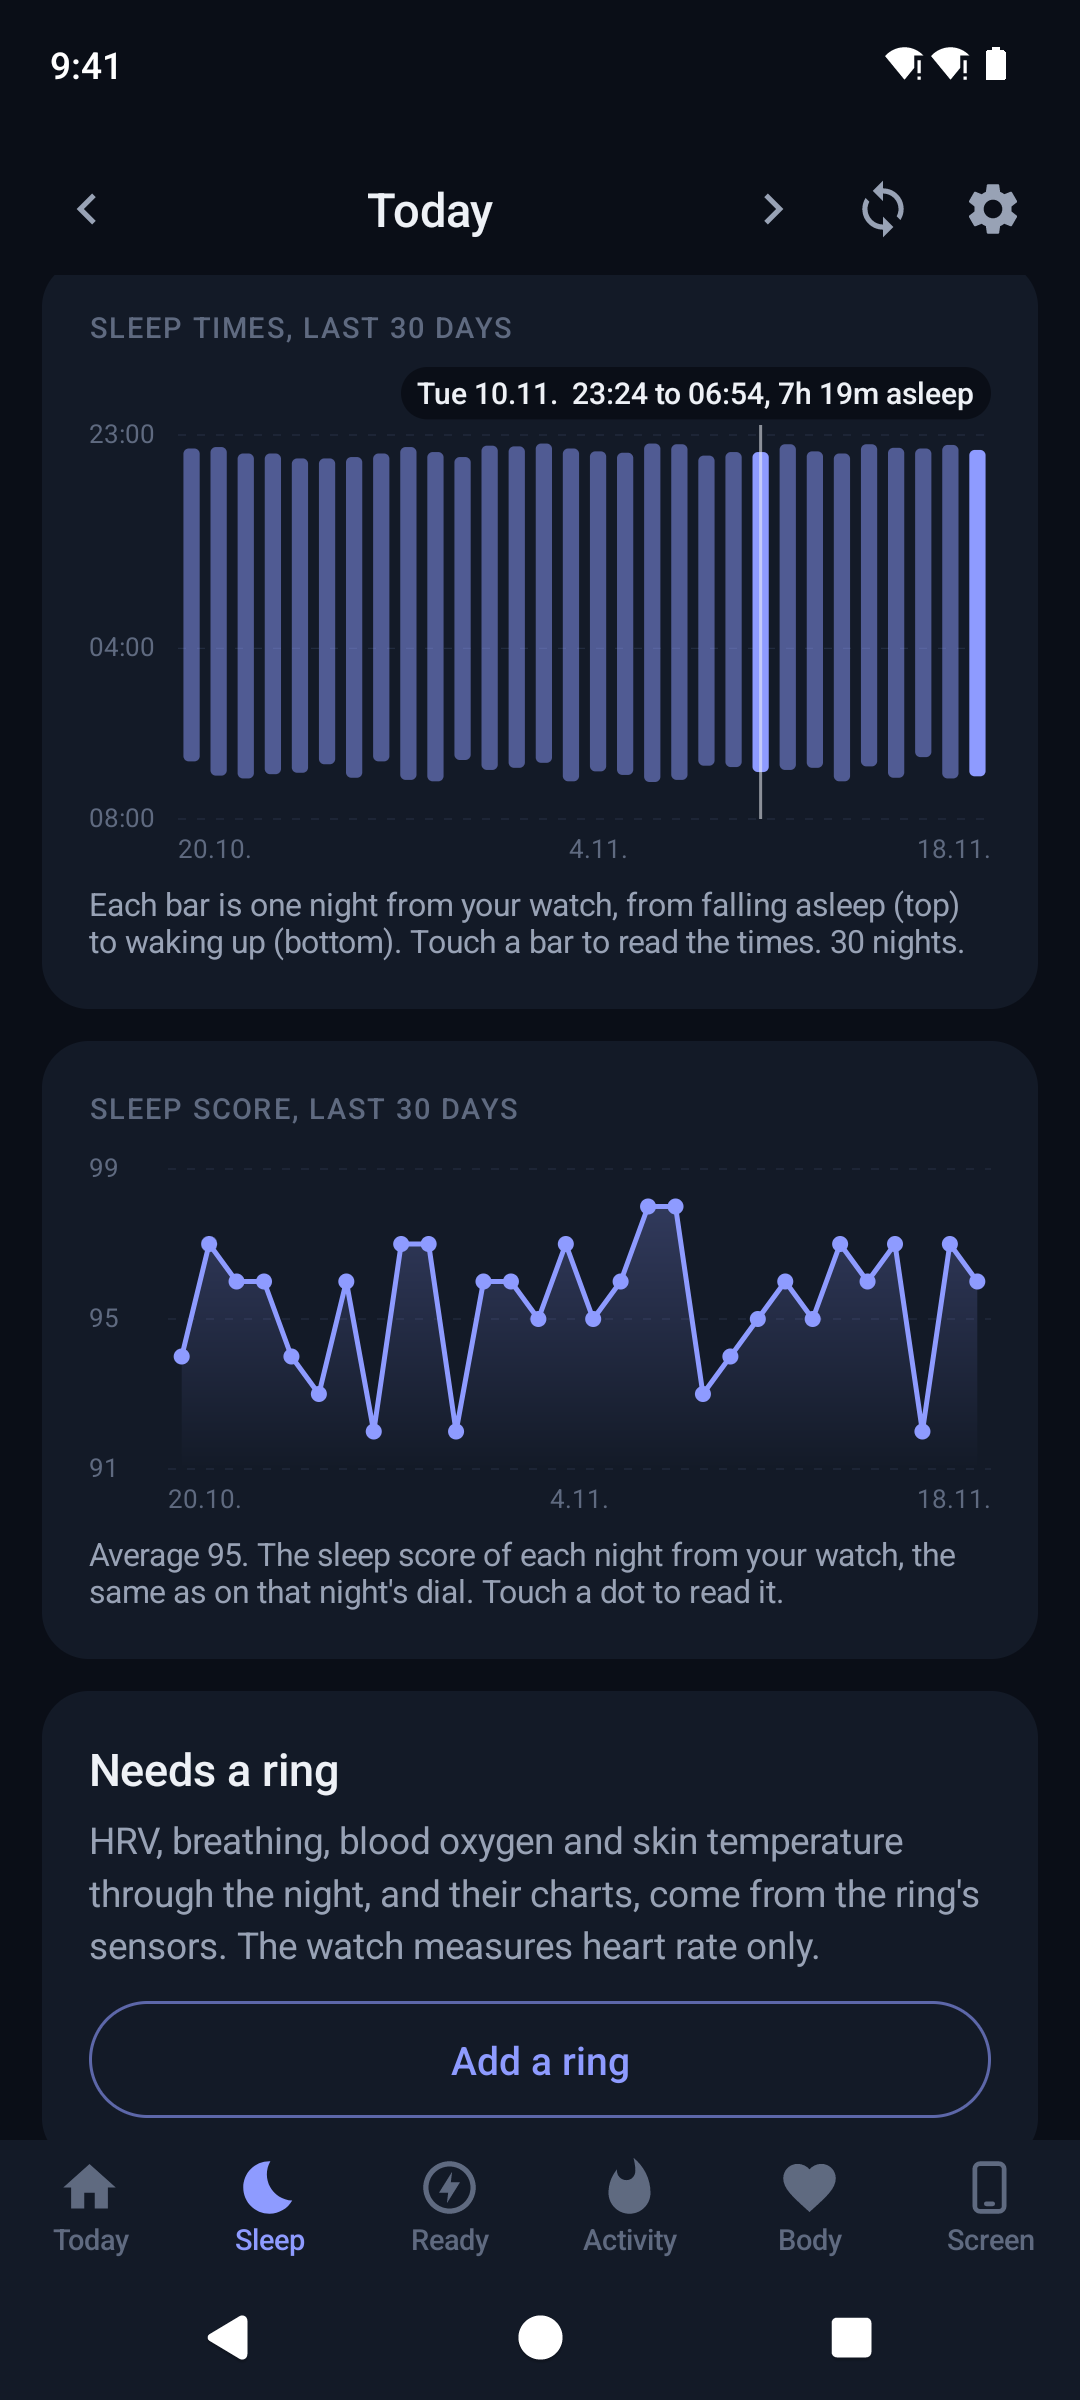 9:41
Today
SLEEP TIMES, LAST 30 DAYS
Tue 10.11.  23:24 to 06:54, 7h 19m asleep
23:00
04:00
08:00
20.10.
4.11.
18.11.
Each bar is one night from your watch, from falling asleep (top)
to waking up (bottom). Touch a bar to read the times. 30 nights.
SLEEP SCORE, LAST 30 DAYS
99
95
91
20.10.
4.11.
18.11.
Average 95. The sleep score of each night from your watch, the
same as on that night's dial. Touch a dot to read it.
Needs a ring
HRV, breathing, blood oxygen and skin temperature
through the night, and their charts, come from the ring's
sensors. The watch measures heart rate only.
Add a ring
Today
Sleep
Ready
Activity
Body
Screen